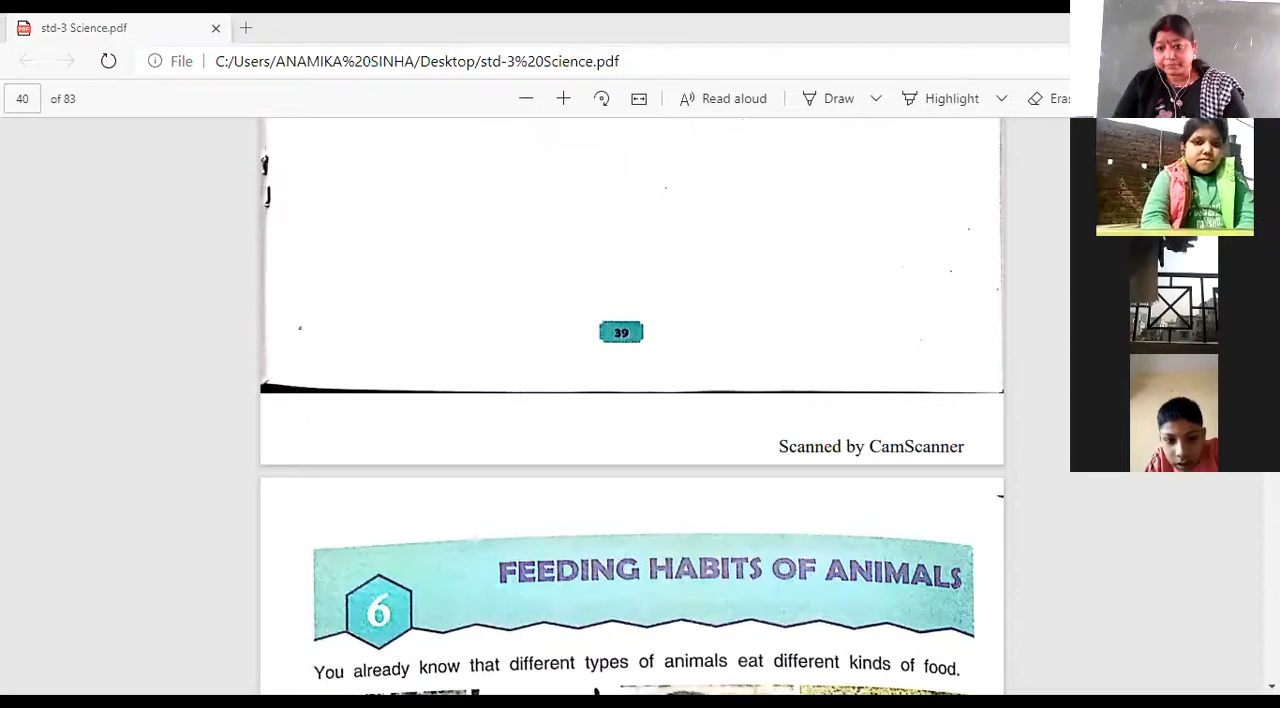 std-3 Science.pdf
File C:/Users/ANAMIKA%20SINHA/Desktop/std-3%20Science.pdf
40 of 83 Read aloud Draw Highlight Eras
39
Scanned by CamScanner
FEEDING HABITS OF ANIMALS
6
You already know that different types of animals eat different kinds of food.